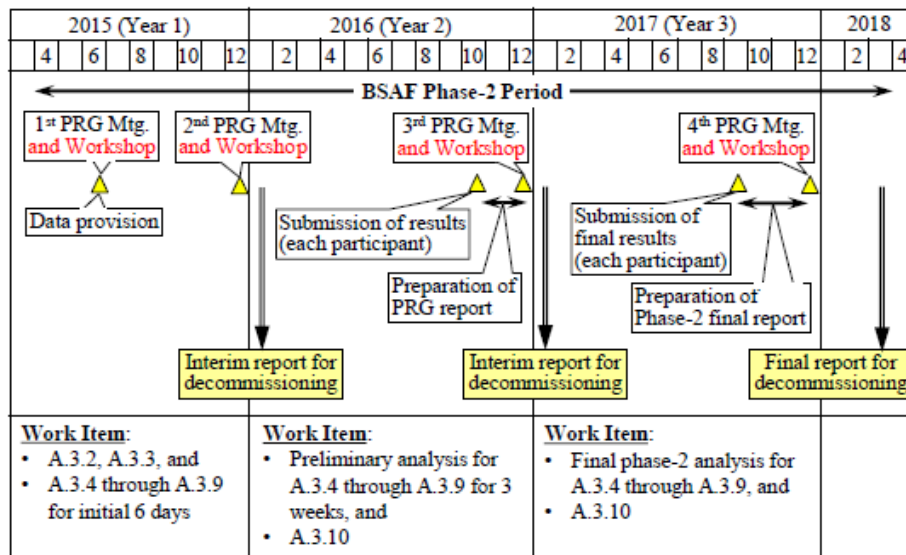 2015 (Year 1) 2016 (Year 2) 2017 (Year 3) 2018
4 6 8 10 12 2 4 6 8 10 12 2 4 6 8 10 12 2 4
BSAF Phase-2 Period
1st PRG Mtg.
and Workshop
2nd PRG Mtg.
and Workshop
3rd PRG Mtg.
and Workshop
4th PRG Mtg.
and Workshop
Data provision
Submission of results
(each participant)
Submission of
final results
(each participant)
Preparation of
PRG report
Preparation of
Phase-2 final report
Interim report for
decommissioning
Interim report for
decommissioning
Final report for
decommissioning
Work Item:
• A.3.2, A.3.3, and
• A.3.4 through A.3.9
for initial 6 days
Work Item:
• Preliminary analysis for
A.3.4 through A.3.9 for 3
weeks, and
• A.3.10
Work Item:
• Final phase-2 analysis for
A.3.4 through A.3.9, and
• A.3.10